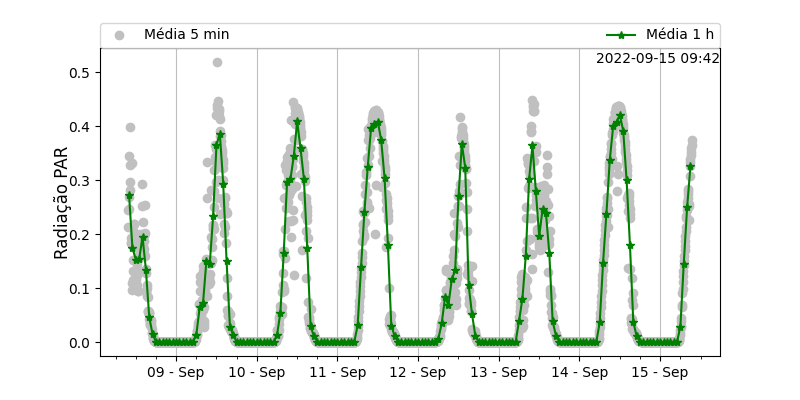 Média 5 min
Média 1 h
2022-09-15 09:42
Radiação PAR
0.5
0.4
0.3
0.2
0.1
0.0
09 - Sep
10 - Sep
11 - Sep
12 - Sep
13 - Sep
14 - Sep
15 - Sep